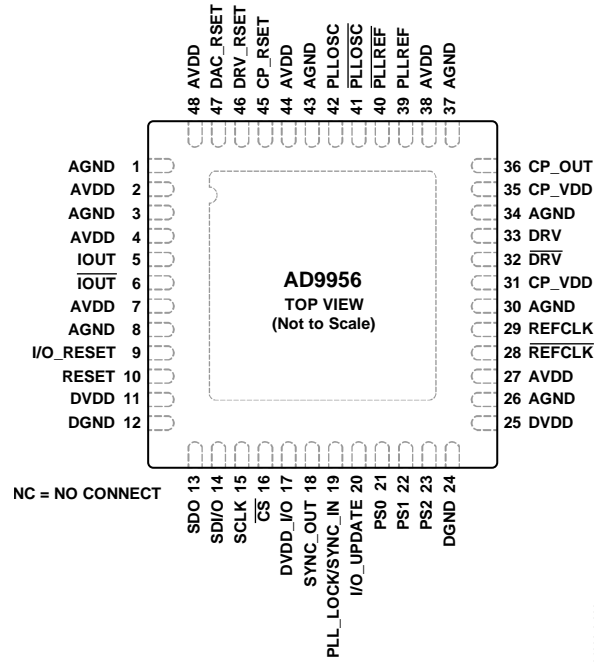 48 AVDD
47 DAC_RSET
46 DRV_RSET
45 CP_RSET
44 AVDD
43 AGND
42 PLLOSC
41 PLLOSC
40 PLLREF
39 PLLREF
38 AVDD
37 AGND
AGND 1
AVDD 2
AGND 3
AVDD 4
IOUT 5
IOUT 6
AVDD 7
AGND 8
I/O_RESET 9
RESET 10
DVDD 11
DGND 12
AD9956
TOP VIEW
(Not to Scale)
36 CP_OUT
35 CP_VDD
34 AGND
33 DRV
32 DRV
31 CP_VDD
30 AGND
29 REFCLK
28 REFCLK
27 AVDD
26 AGND
25 DVDD
NC = NO CONNECT
SDO 13
SDI/O 14
SCLK 15
CS 16
DVDD_I/O 17
SYNC_OUT 18
PLL_LOCK/SYNC_IN 19
I/O_UPDATE 20
PS0 21
PS1 22
PS2 23
DGND 24